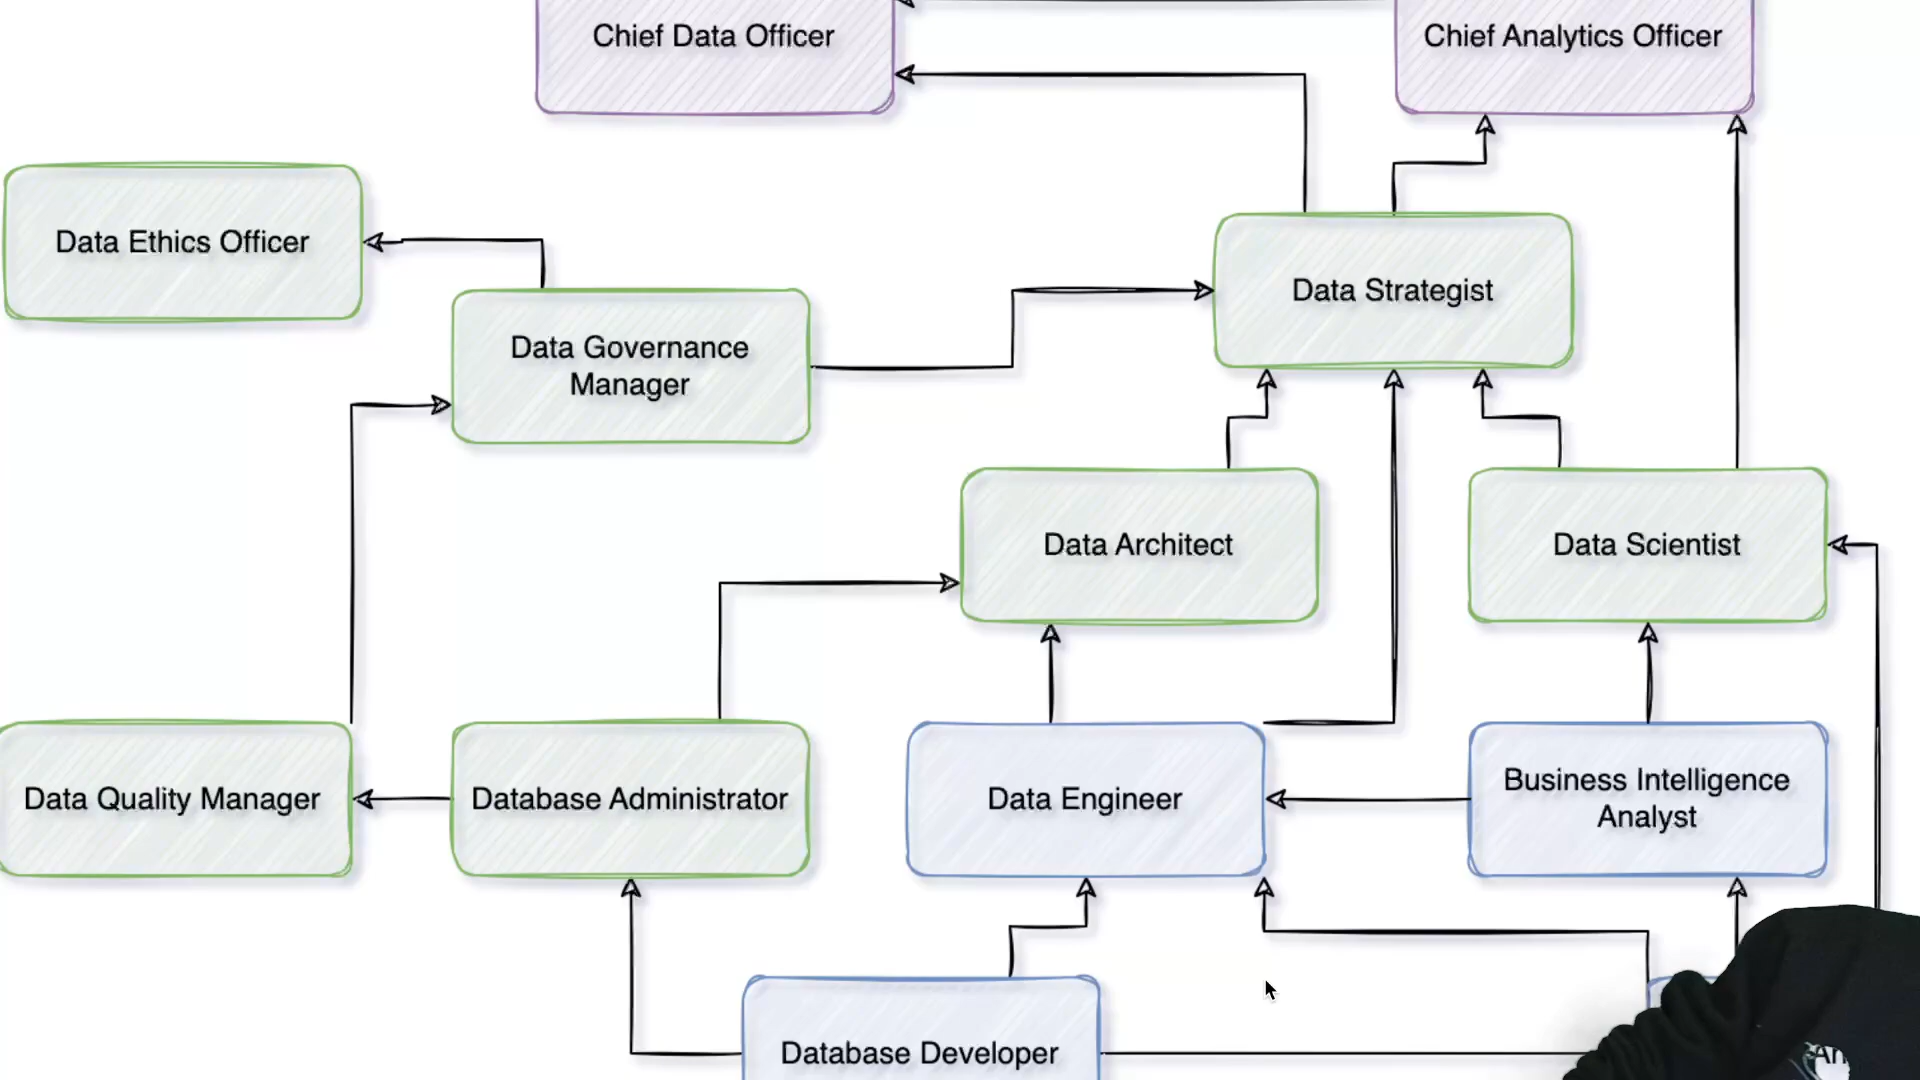 Chief Data Officer
Chief Analytics Officer
Data Ethics Officer
Data Strategist
Data Governance
Manager
Data Architect
Data Scientist
Data Quality Manager
Database Administrator
Data Engineer
Business Intelligence
Analyst
Database Developer